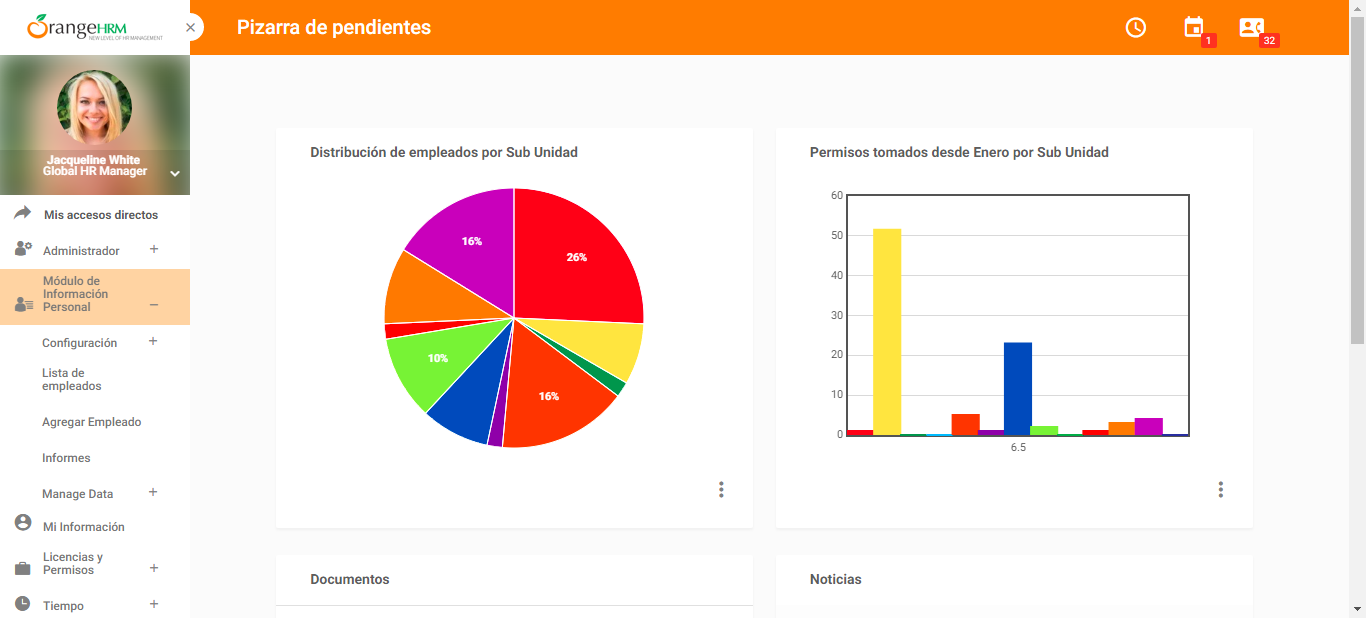 OrangeHRM
NEW LEVEL OF HR MANAGEMENT
Pizarra de pendientes
1
32
Jacqueline White
Global HR Manager
Mis accesos directos
Administrador
Módulo de
Información
Personal
Configuración
Lista de
empleados
Agregar Empleado
Informes
Manage Data
Mi Información
Licencias y
Permisos
Tiempo
Distribución de empleados por Sub Unidad
16%
26%
10%
16%
Permisos tomados desde Enero por Sub Unidad
60
50
40
30
20
10
0
6.5
Documentos
Noticias